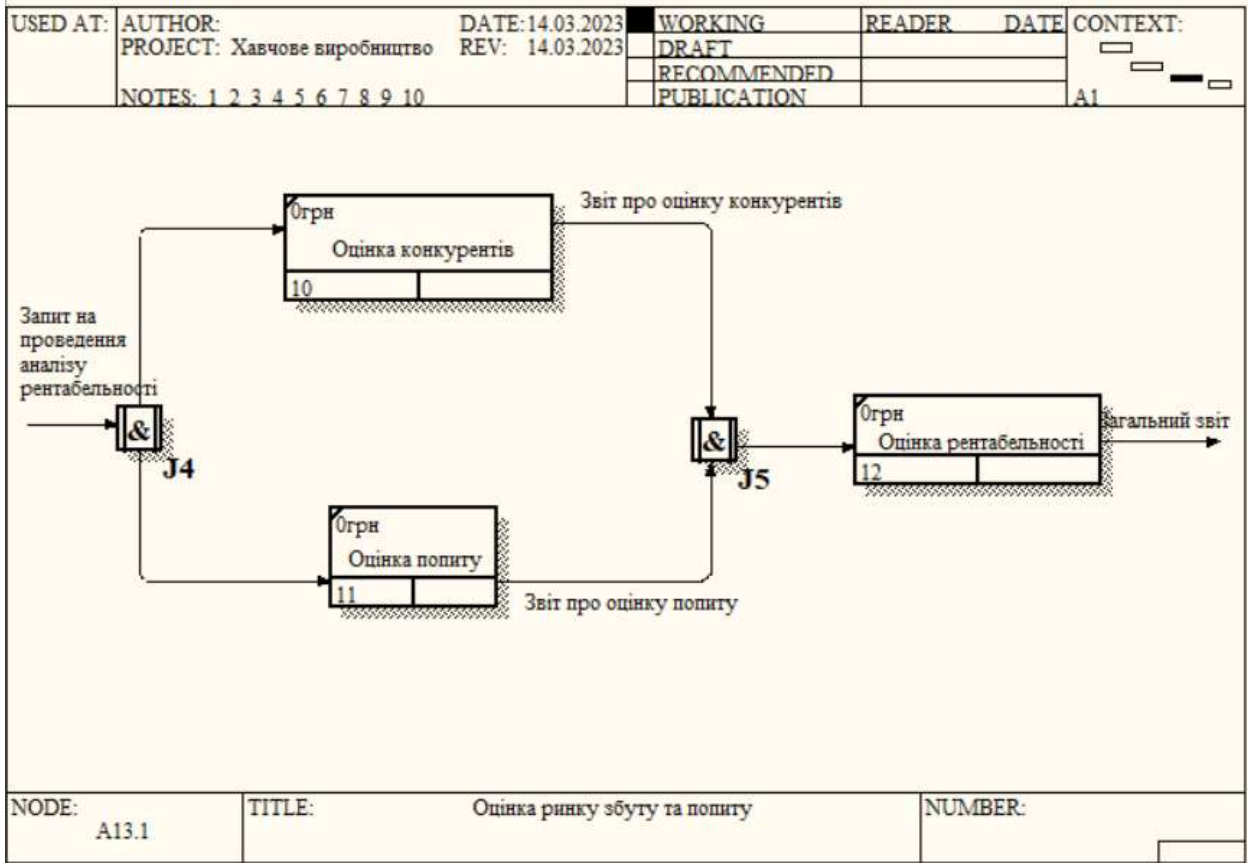 USED AT:
AUTHOR:
DATE: 14.03.2023
PROJECT: Хавчове виробництво
REV: 14.03.2023
NOTES: 1 2 3 4 5 6 7 8 9 10
WORKING
DRAFT
RECOMMENDED
PUBLICATION
READER DATE
CONTEXT:
A1
0грн
Оцінка конкурентів
10
Звіт про оцінку конкурентів
Запит на
проведення
аналізу
рентабельності
&
J4
&
J5
0грн
Оцінка рентабельності
12
Загальний звіт
0грн
Оцінка попиту
11
Звіт про оцінку попиту
NODE:
A13.1
TITLE:
Оцінка ринку збуту та попиту
NUMBER: